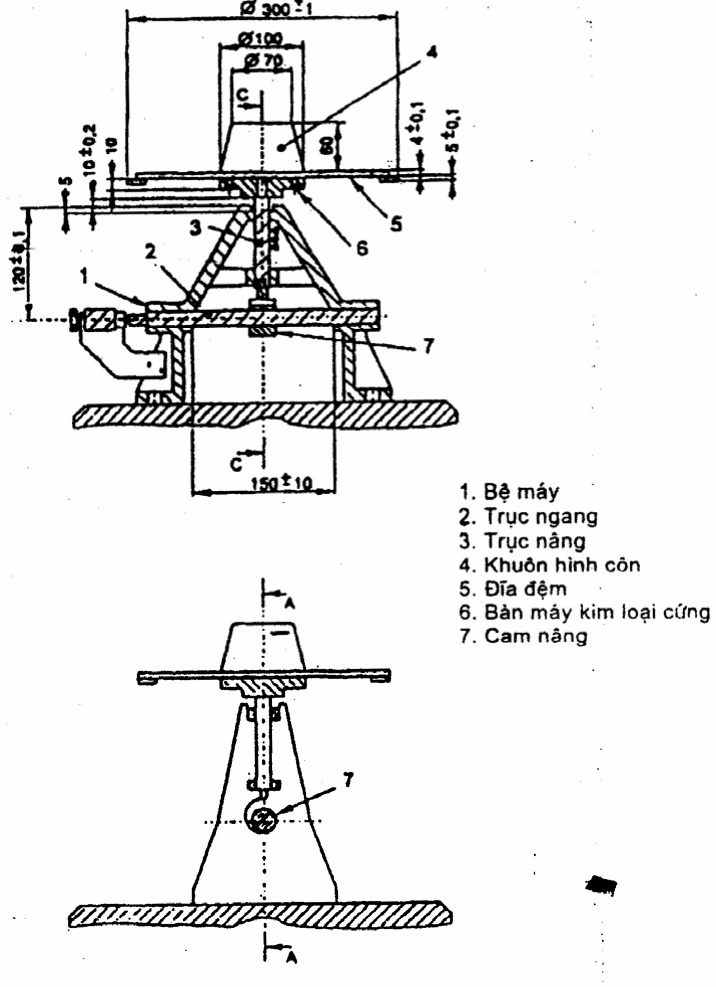 Ø 300±1
Ø100
Ø 70
4
C
60
4±0,1
5±0,1
10
10±0,2
5
120±0,1
3
5
6
2
1
7
C
150±10
1. Bệ máy
2. Trục ngang
3. Trục nâng
4. Khuôn hình côn
5. Đĩa đệm
6. Bàn máy kim loại cứng
7. Cam nâng
A
7
A